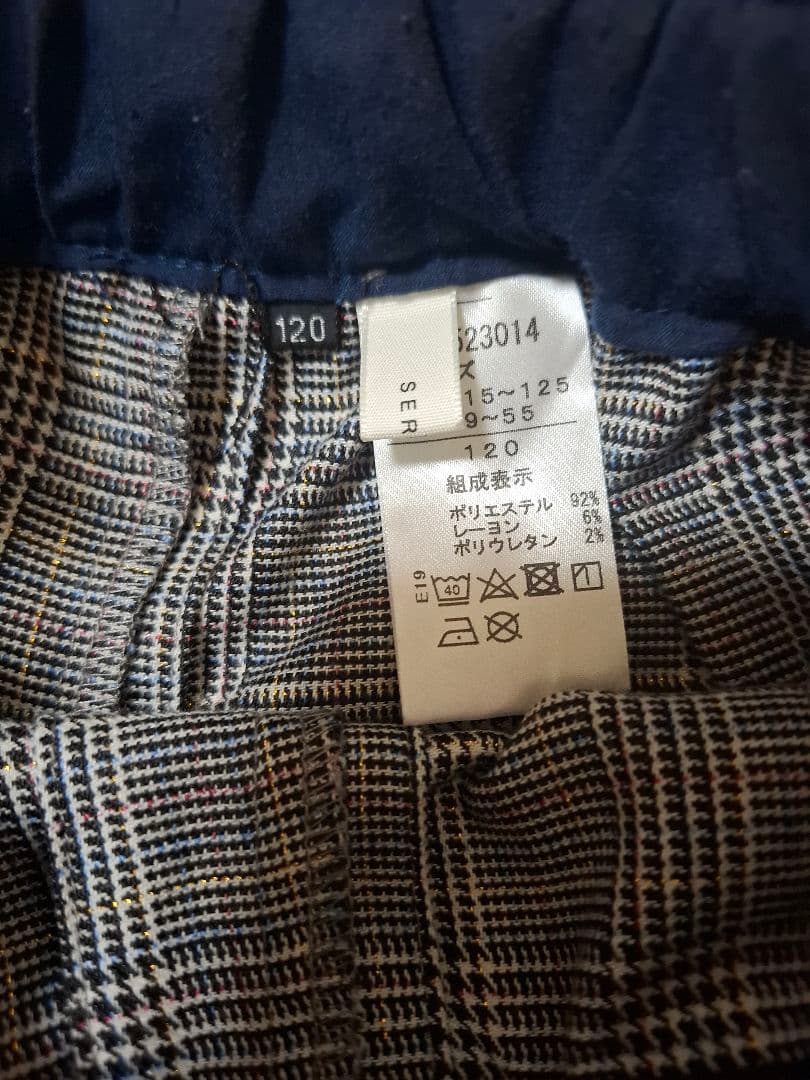 120
523014
ズ
15～125
9～55
SER
120
組成表示
ポリエステル 92%
レーヨン 6%
ポリウレタン 2%
E19
40